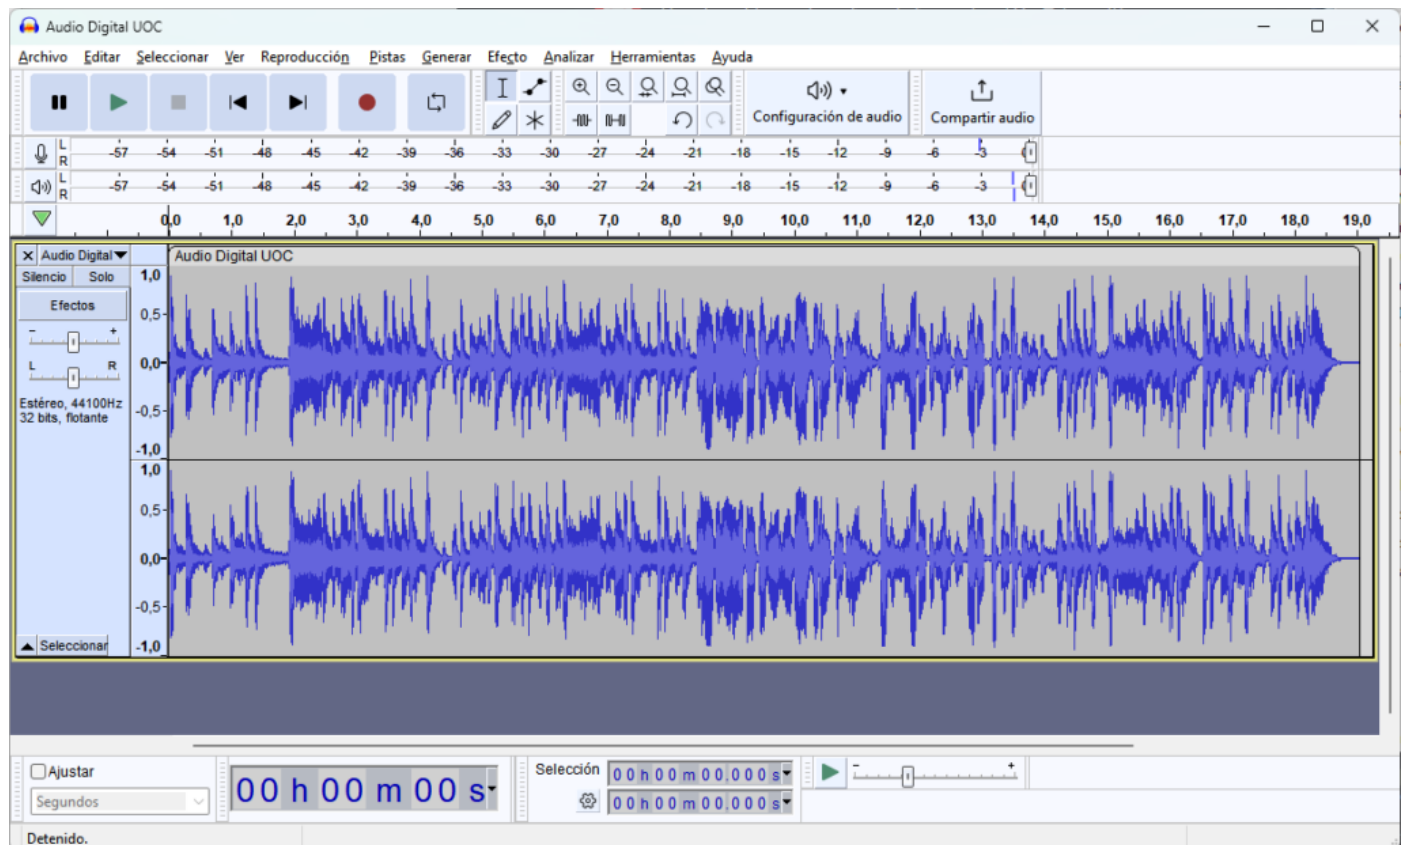 Audio Digital UOC
Archivo Editar Seleccionar Ver Reproducción Pistas Generar Efecto Analizar Herramientas Ayuda
Configuración de audio
Compartir audio
L
R
-57 -54 -51 -48 -45 -42 -39 -36 -33 -30 -27 -24 -21 -18 -15 -12 -9 -6 -3
L
R
-57 -54 -51 -48 -45 -42 -39 -36 -33 -30 -27 -24 -21 -18 -15 -12 -9 -6 -3
0,0 1,0 2,0 3,0 4,0 5,0 6,0 7,0 8,0 9,0 10,0 11,0 12,0 13,0 14,0 15,0 16,0 17,0 18,0 19,0
Audio Digital
Audio Digital UOC
Silencio Solo
Efectos
- +
L R
Estéreo, 44100Hz
32 bits, flotante
Seleccionar
1,0
0,5
0,0
-0,5
-1,0
1,0
0,5
0,0
-0,5
-1,0
Ajustar
Segundos
00 h 00 m 00 s
Selección
00 h 00 m 00.000 s
00 h 00 m 00.000 s
- +
Detenido.